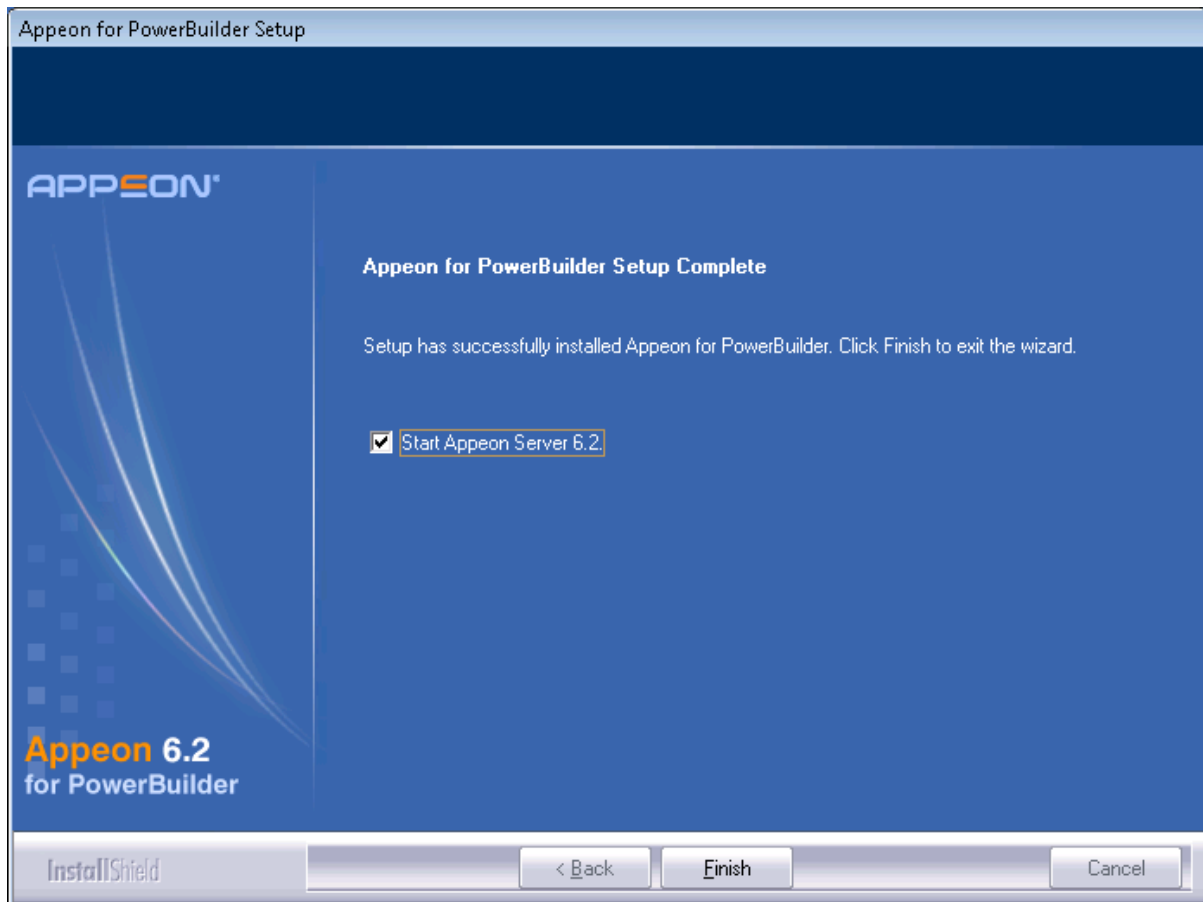 Appeon for PowerBuilder Setup
APPEON®
Appeon for PowerBuilder Setup Complete
Setup has successfully installed Appeon for PowerBuilder. Click Finish to exit the wizard.
Start Appeon Server 6.2.
Appeon 6.2
for PowerBuilder
InstallShield
< Back
Finish
Cancel